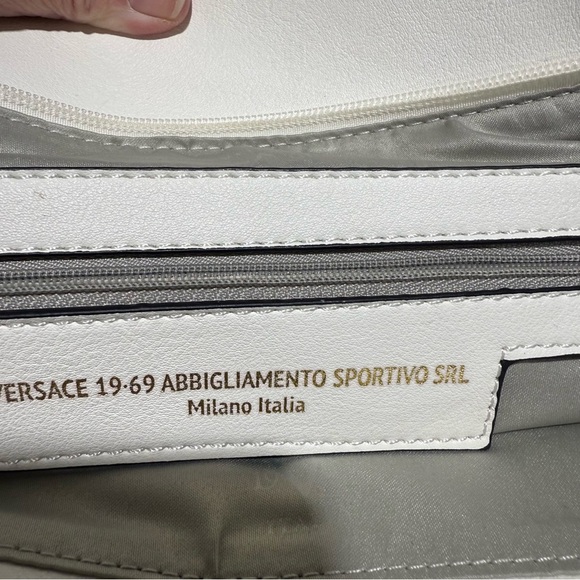 VERSACE 19·69 ABBIGLIAMENTO SPORTIVO SRL
Milano Italia